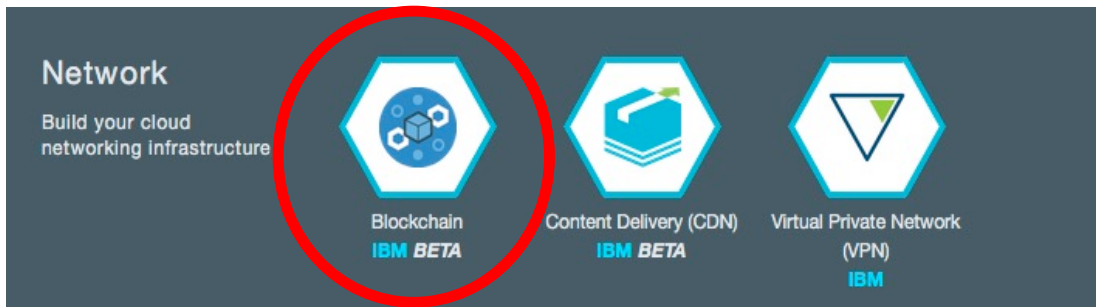 Network
Build your cloud
networking infrastructure
Blockchain
IBM BETA
Content Delivery (CDN)
IBM BETA
Virtual Private Network
(VPN)
IBM